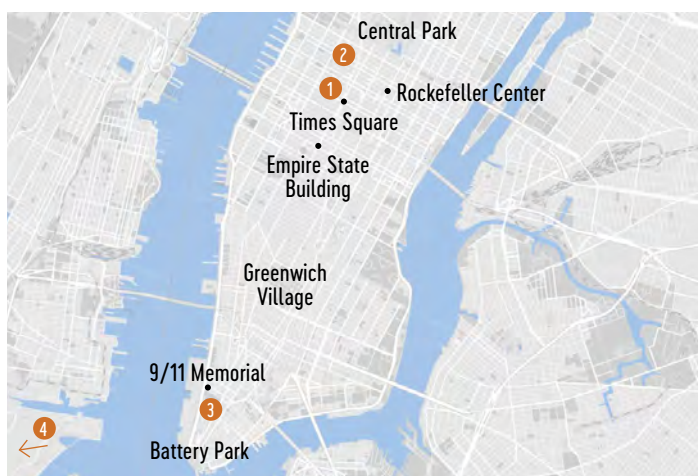 Central Park
2
1
Rockefeller Center
Times Square
Empire State
Building
Greenwich
Village
9/11 Memorial
3
4
Battery Park